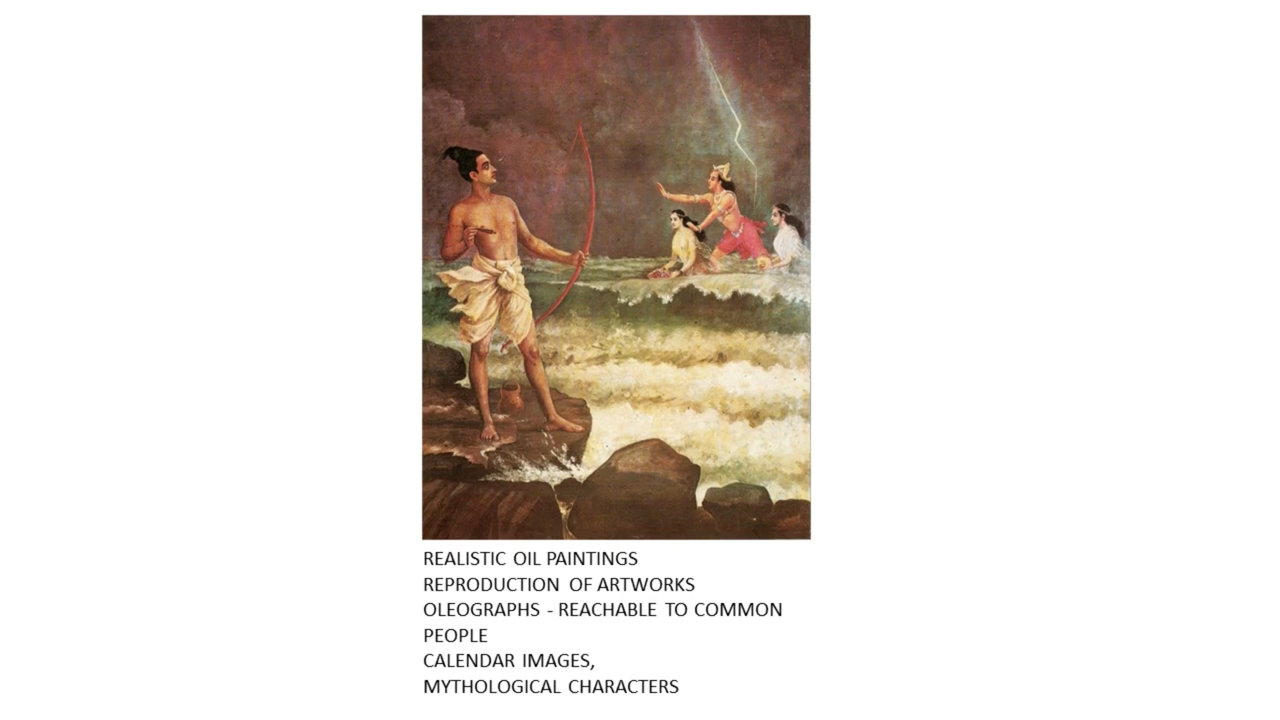 REALISTIC OIL PAINTINGS
REPRODUCTION OF ARTWORKS
OLEOGRAPHS - REACHABLE TO COMMON
PEOPLE
CALENDAR IMAGES,
MYTHOLOGICAL CHARACTERS